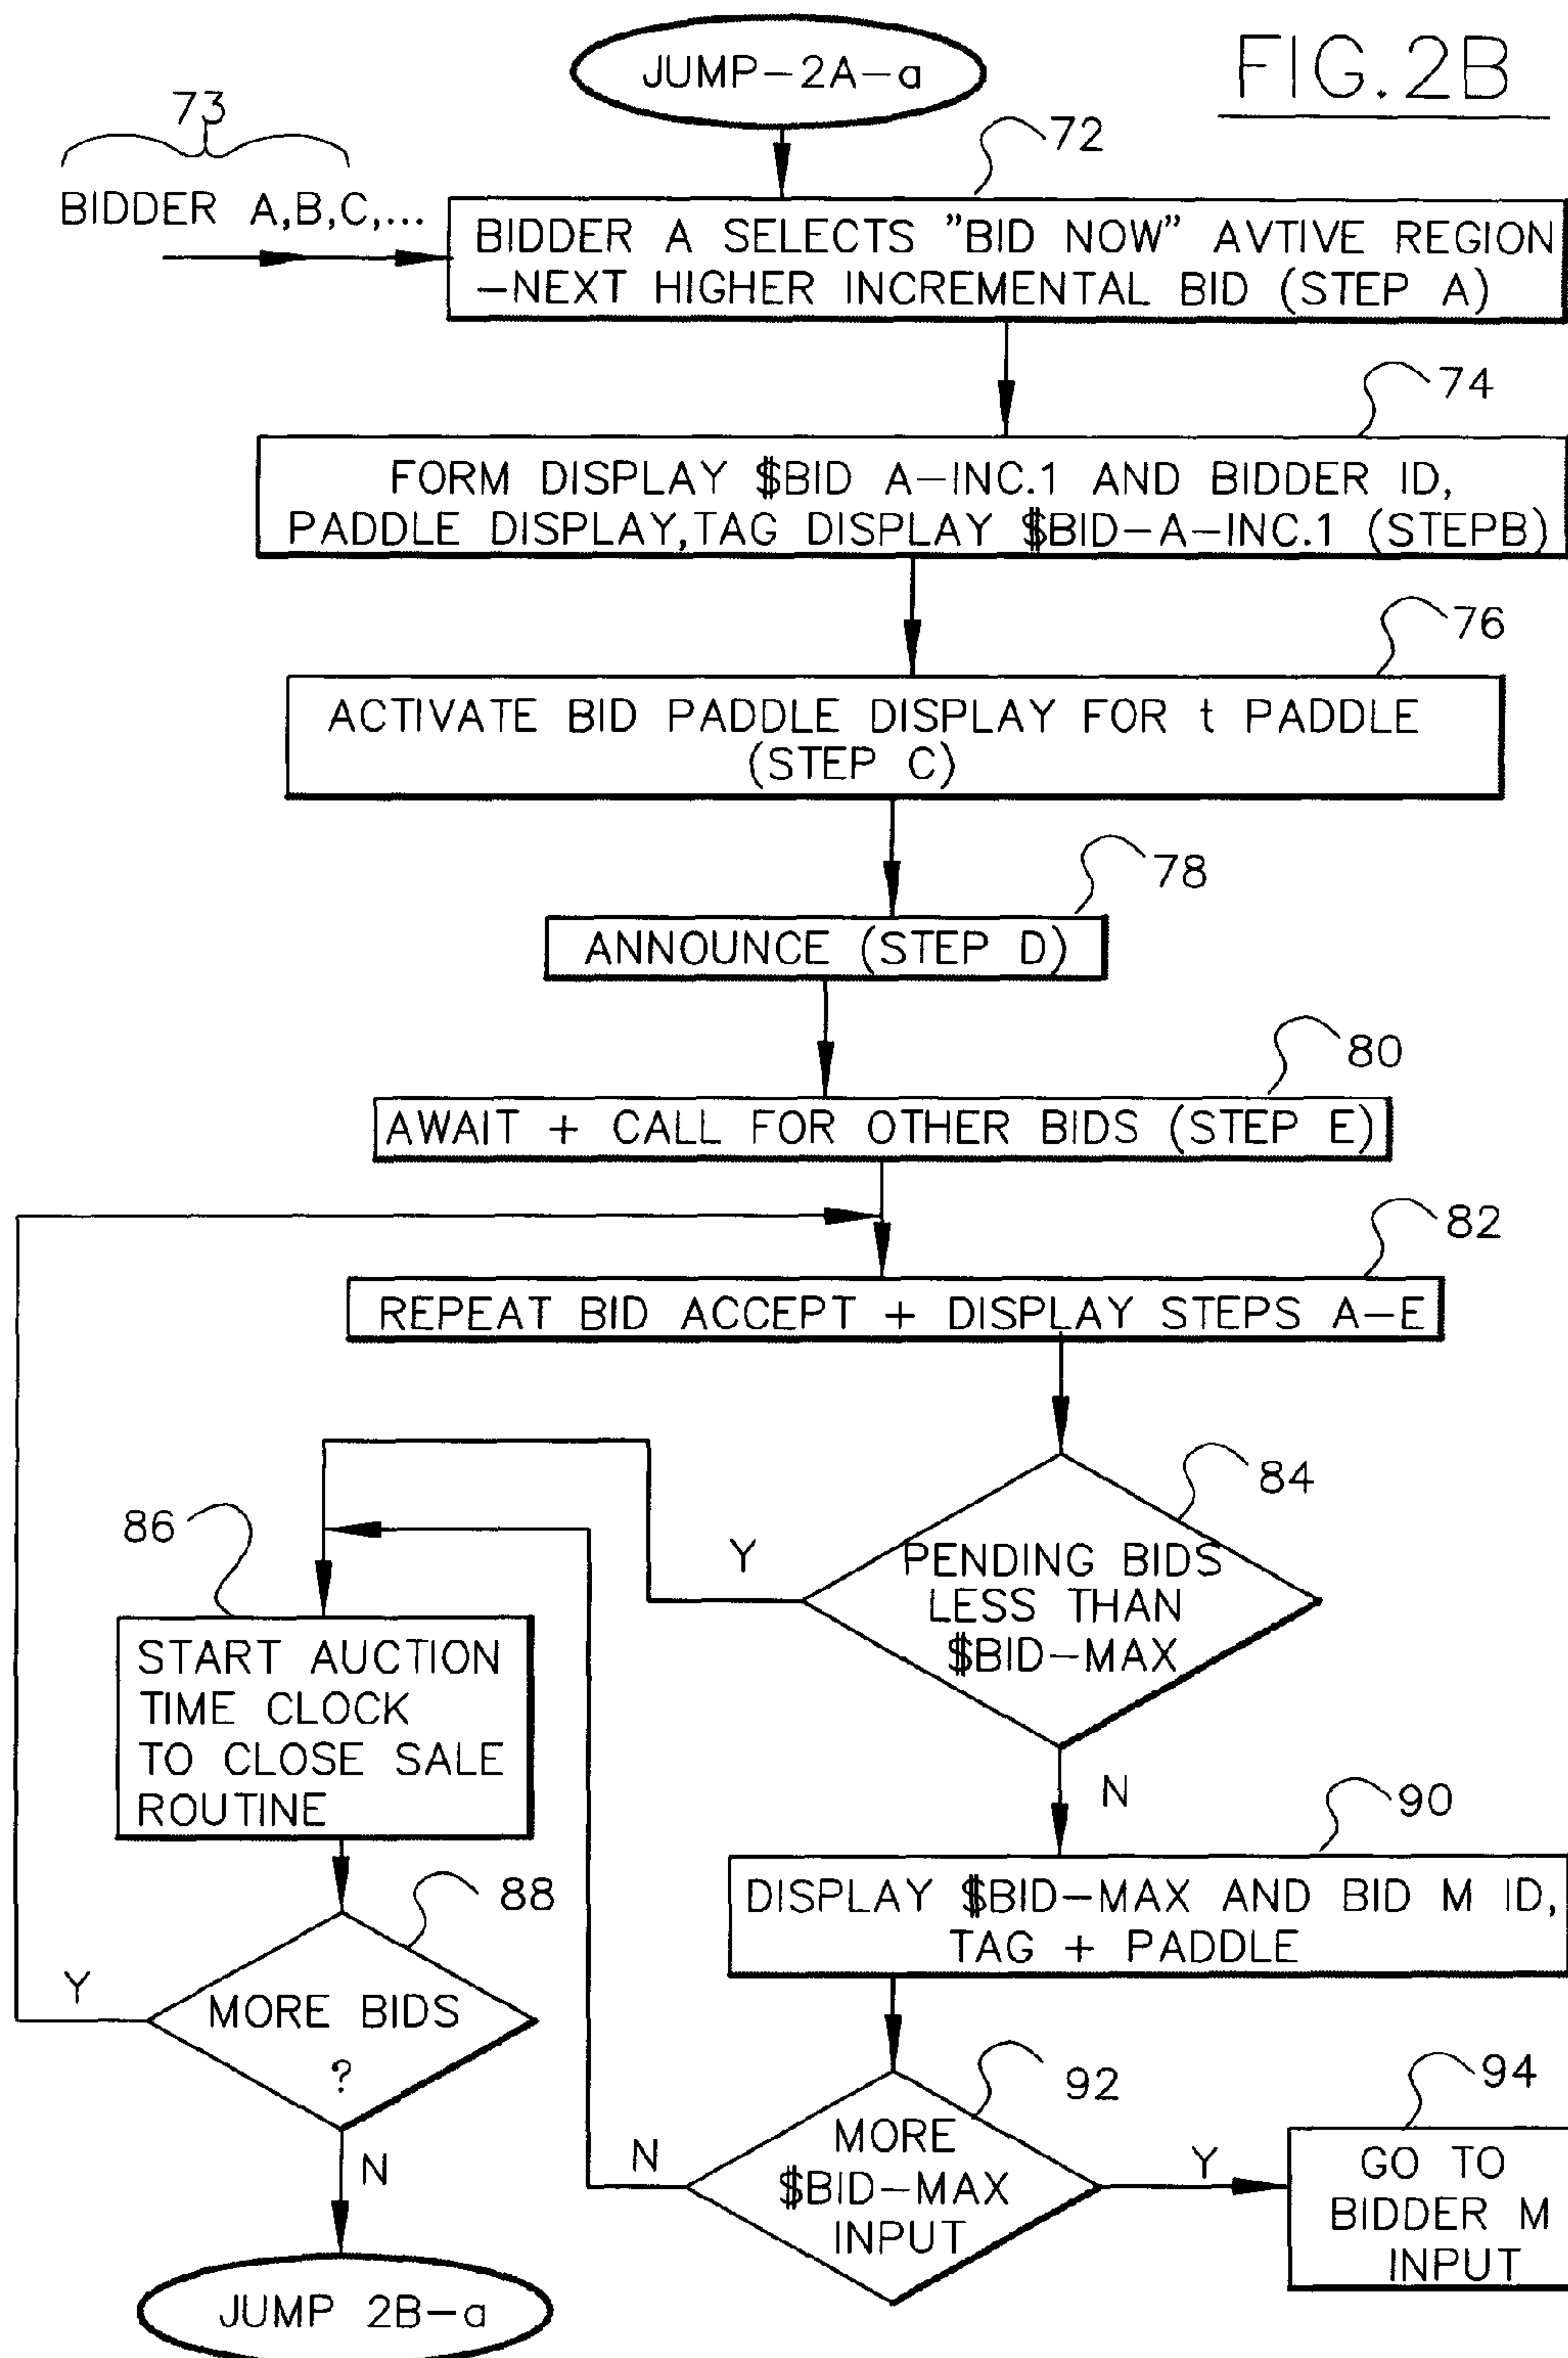 JUMP-2A-a
FIG.2B
73
72
BIDDER A,B,C,...
BIDDER A SELECTS "BID NOW" AVTIVE REGION
-NEXT HIGHER INCREMENTAL BID (STEP A)
74
FORM DISPLAY $BID A-INC.1 AND BIDDER ID,
PADDLE DISPLAY,TAG DISPLAY $BID-A-INC.1 (STEPB)
76
ACTIVATE BID PADDLE DISPLAY FOR t PADDLE
(STEP C)
78
ANNOUNCE (STEP D)
80
AWAIT + CALL FOR OTHER BIDS (STEP E)
82
REPEAT BID ACCEPT + DISPLAY STEPS A-E
84
PENDING BIDS
LESS THAN
$BID-MAX
Y
N
86
START AUCTION
TIME CLOCK
TO CLOSE SALE
ROUTINE
88
MORE BIDS
?
Y
N
90
DISPLAY $BID-MAX AND BID M ID,
TAG + PADDLE
92
MORE
$BID-MAX
INPUT
N
Y
94
GO TO
BIDDER M
INPUT
JUMP 2B-a